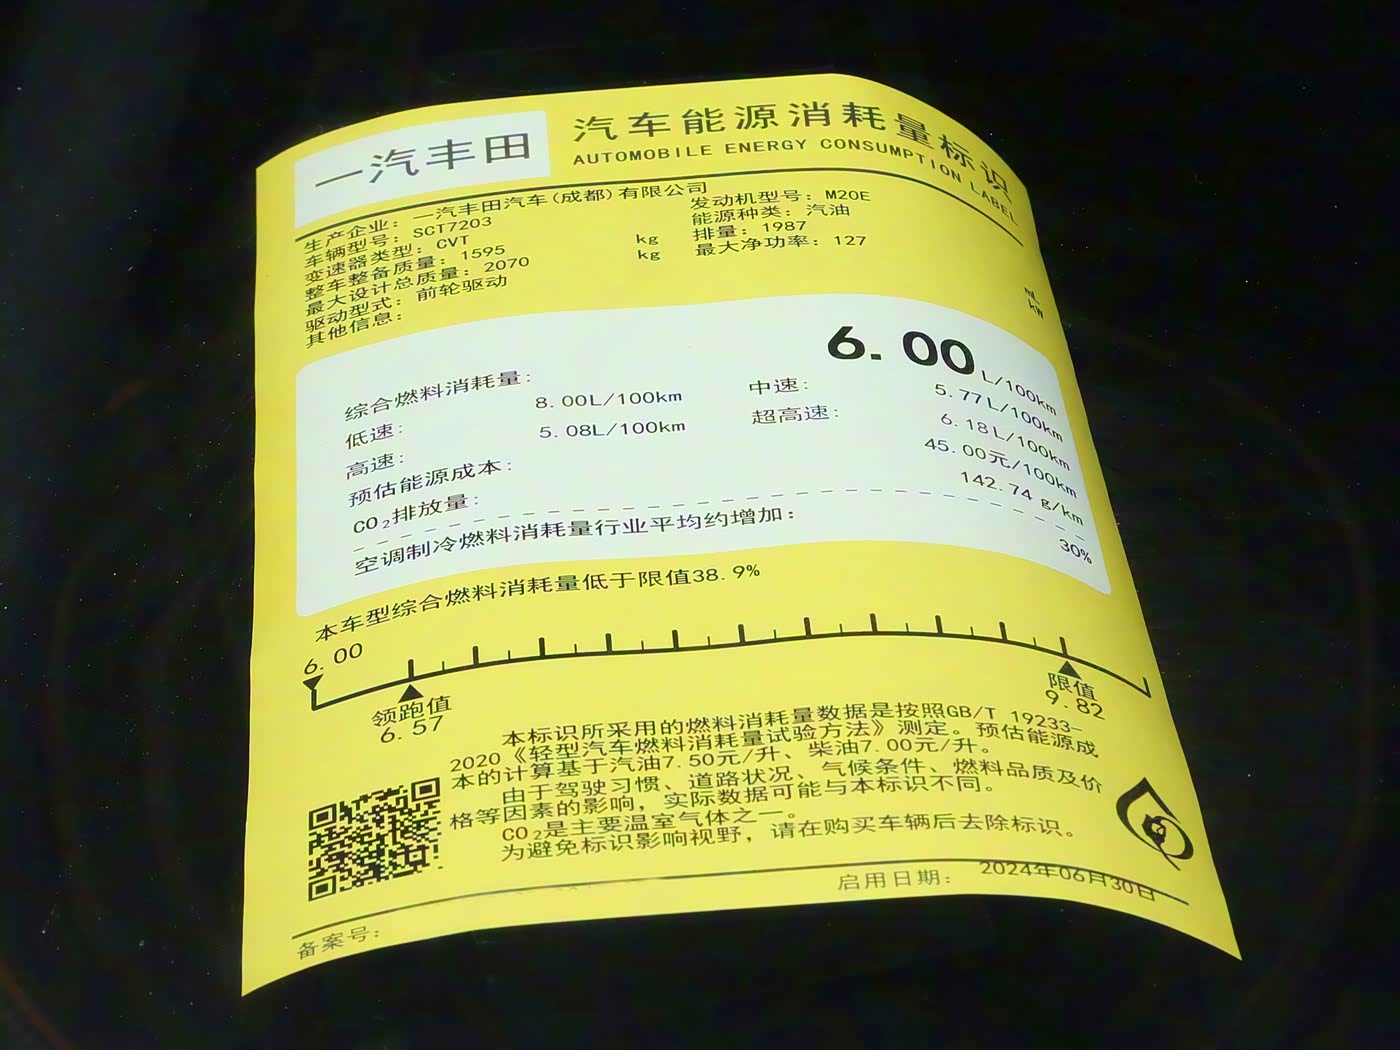 一汽丰田
汽车能源消耗量标识
AUTOMOBILE ENERGY CONSUMPTION LABEL
生产企业: 一汽丰田汽车(成都)有限公司
车辆型号: SCT7203
发动机型号: M20E
变速器类型: CVT
能源种类: 汽油
整车整备质量: 1595 kg
排量: 1987 mL
最大设计总质量: 2070 kg
最大净功率: 127 kW
驱动型式: 前轮驱动
其他信息:
综合燃料消耗量: 6.00 L/100km
低速: 8.00L/100km 中速: 5.77L/100km
高速: 5.08L/100km 超高速: 6.18L/100km
预估能源成本: 45.00元/100km
CO₂排放量: 142.74 g/km
空调制冷燃料消耗量行业平均约增加: 30%
本车型综合燃料消耗量低于限值38.9%
6.00
领跑值
6.57
限值
9.82
本标识所采用的燃料消耗量数据是按照GB/T 19233-
2020《轻型汽车燃料消耗量试验方法》测定。预估能源成
本的计算基于汽油7.50元/升、柴油7.00元/升。
由于驾驶习惯、道路状况、气候条件、燃料品质及价
格等因素的影响，实际数据可能与本标识不同。
CO₂是主要温室气体之一。
为避免标识影响视野，请在购买车辆后去除标识。
启用日期: 2024年06月30日
备案号: